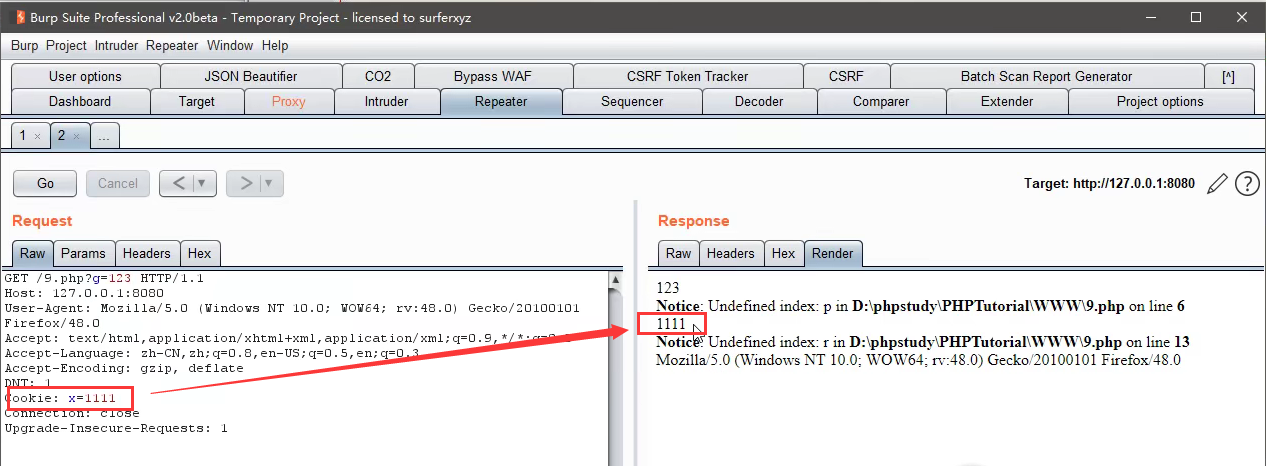 Burp Suite Professional v2.0beta - Temporary Project - licensed to surferxyz
Burp Project Intruder Repeater Window Help
User options JSON Beautifier CO2 Bypass WAF CSRF Token Tracker CSRF Batch Scan Report Generator [^]
Dashboard Target Proxy Intruder Repeater Sequencer Decoder Comparer Extender Project options
1 × 2 × ...
Go Cancel < | ▼ > | ▼ Target: http://127.0.0.1:8080 ?
Request
Raw Params Headers Hex
GET /9.php?g=123 HTTP/1.1
Host: 127.0.0.1:8080
User-Agent: Mozilla/5.0 (Windows NT 10.0; WOW64; rv:48.0) Gecko/20100101
Firefox/48.0
Accept: text/html,application/xhtml+xml,application/xml;q=0.9,*/*;q=0.8
Accept-Language: zh-CN,zh;q=0.8,en-US;q=0.5,en;q=0.3
Accept-Encoding: gzip, deflate
DNT: 1
Cookie: x=1111
Connection: close
Upgrade-Insecure-Requests: 1
Response
Raw Headers Hex Render
123
Notice: Undefined index: p in D:\phpstudy\PHPTutorial\WWW\9.php on line 6
1111
Notice: Undefined index: r in D:\phpstudy\PHPTutorial\WWW\9.php on line 13
Mozilla/5.0 (Windows NT 10.0; WOW64; rv:48.0) Gecko/20100101 Firefox/48.0